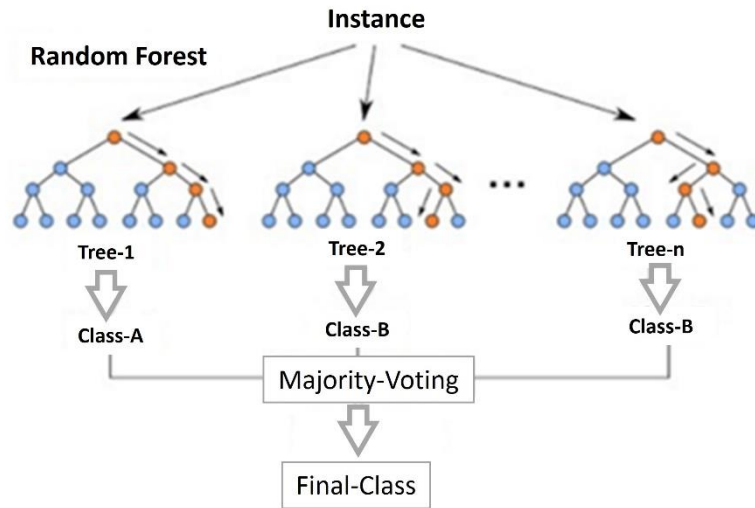 Instance
Random Forest
...
Tree-1
Tree-2
Tree-n
Class-A
Class-B
Class-B
Majority-Voting
Final-Class